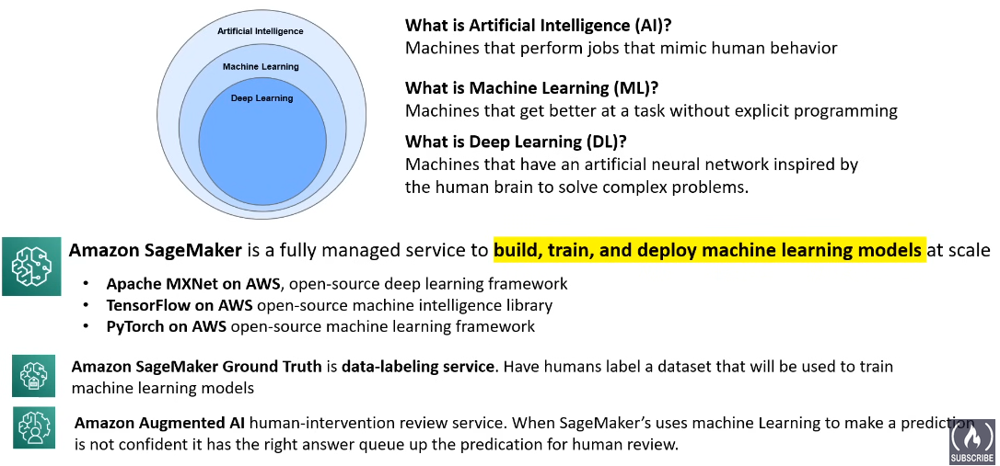 Artificial Intelligence
Machine Learning
Deep Learning
What is Artificial Intelligence (AI)?
Machines that perform jobs that mimic human behavior
What is Machine Learning (ML)?
Machines that get better at a task without explicit programming
What is Deep Learning (DL)?
Machines that have an artificial neural network inspired by
the human brain to solve complex problems.
Amazon SageMaker is a fully managed service to build, train, and deploy machine learning models at scale
• Apache MXNet on AWS, open-source deep learning framework
• TensorFlow on AWS open-source machine intelligence library
• PyTorch on AWS open-source machine learning framework
Amazon SageMaker Ground Truth is data-labeling service. Have humans label a dataset that will be used to train
machine learning models
Amazon Augmented AI human-intervention review service. When SageMaker's uses machine Learning to make a prediction
is not confident it has the right answer queue up the predication for human review.
SUBSCRIBE